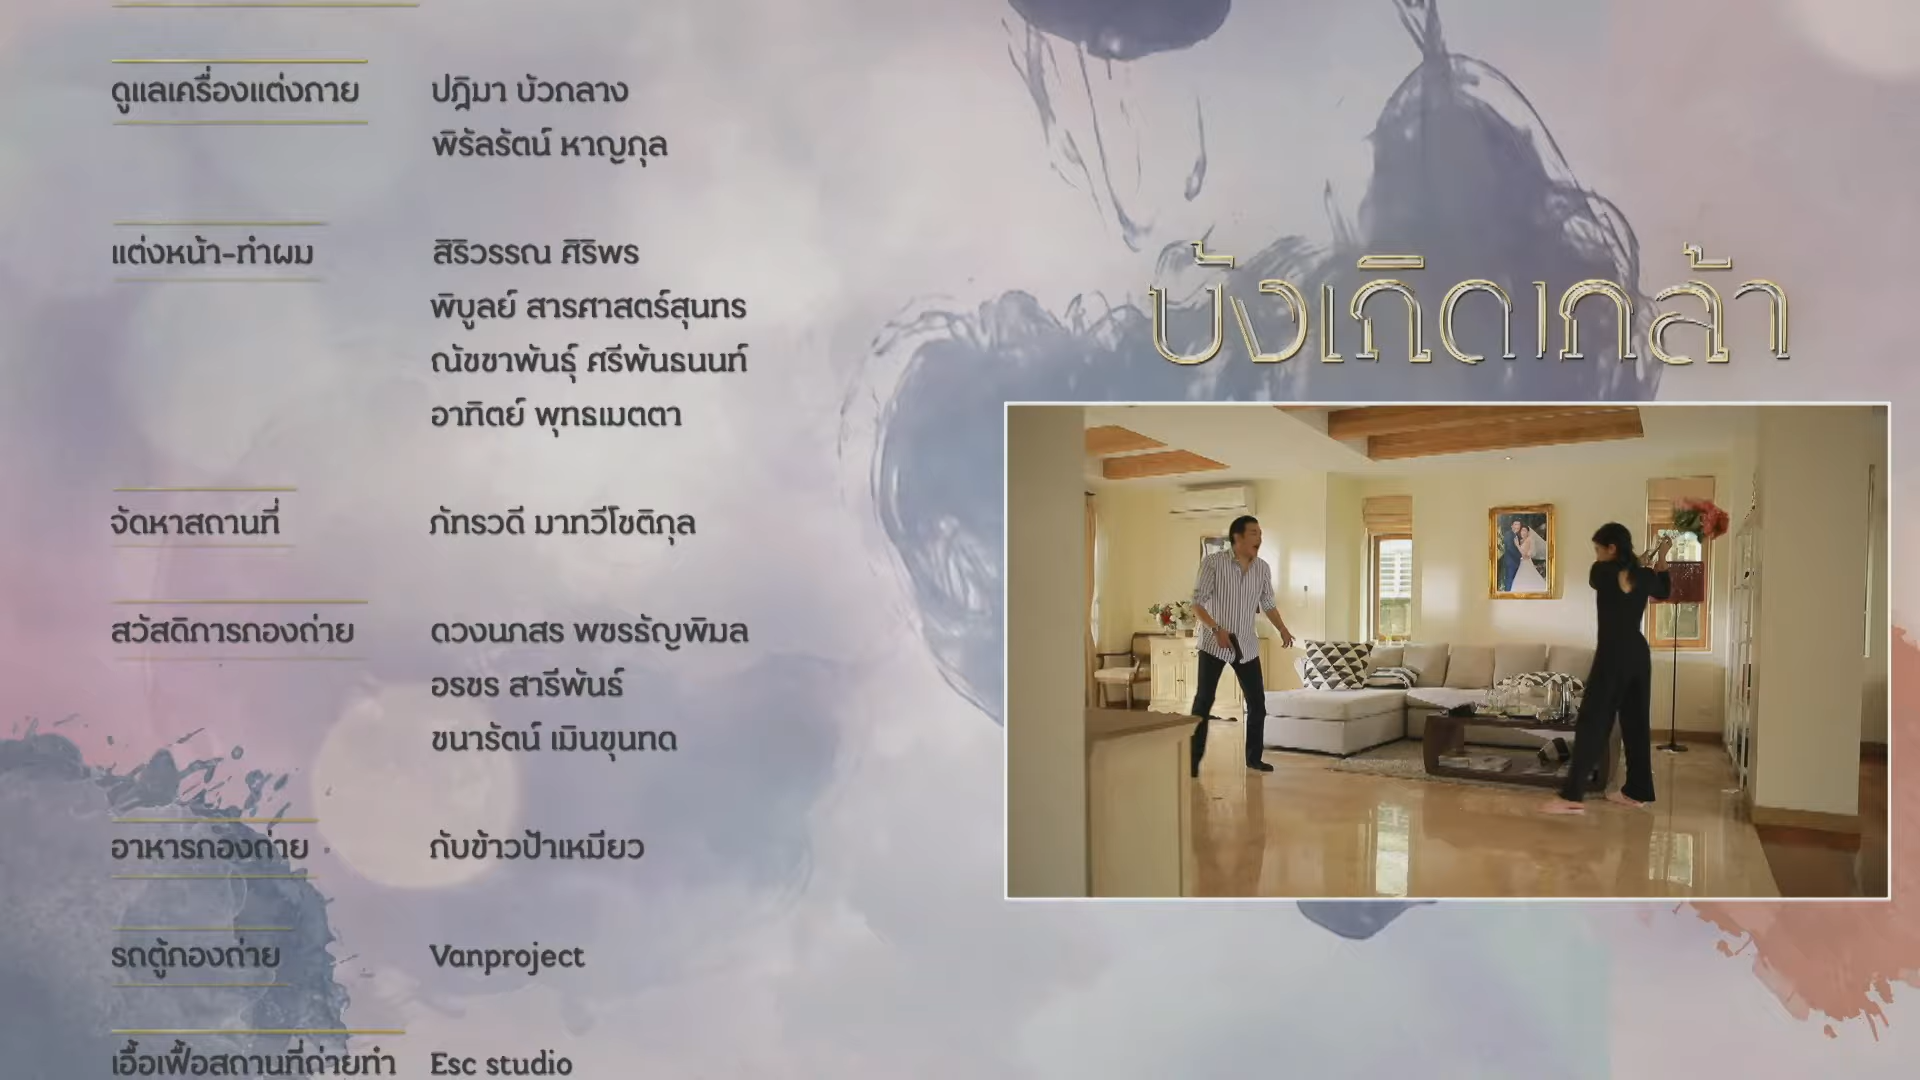 ดูแลเครื่องแต่งกาย
ปฎิมา บัวกลาง
พิรัลรัตน์ หาญกุล
แต่งหน้า-ทำผม
สิริวรรณ ศิริพร
พิบูลย์ สารศาสตร์สุนทร
ณัชชาพันธุ์ ศรีพันธนนท์
อาทิตย์ พุทธเมตตา
จัดหาสถานที่
ภัทรวดี มาทวีโชติกุล
สวัสดิการกองถ่าย
ดวงนภสร พชรธัญพิมล
อรชร สารีพันธ์
ชนารัตน์ เมินขุนทด
อาหารกองถ่าย
กับข้าวป้าเหมียว
รถตู้กองถ่าย
Vanproject
เอื้อเฟื้อสถานที่ถ่ายทำ
Esc studio
บังเกิดเกล้า